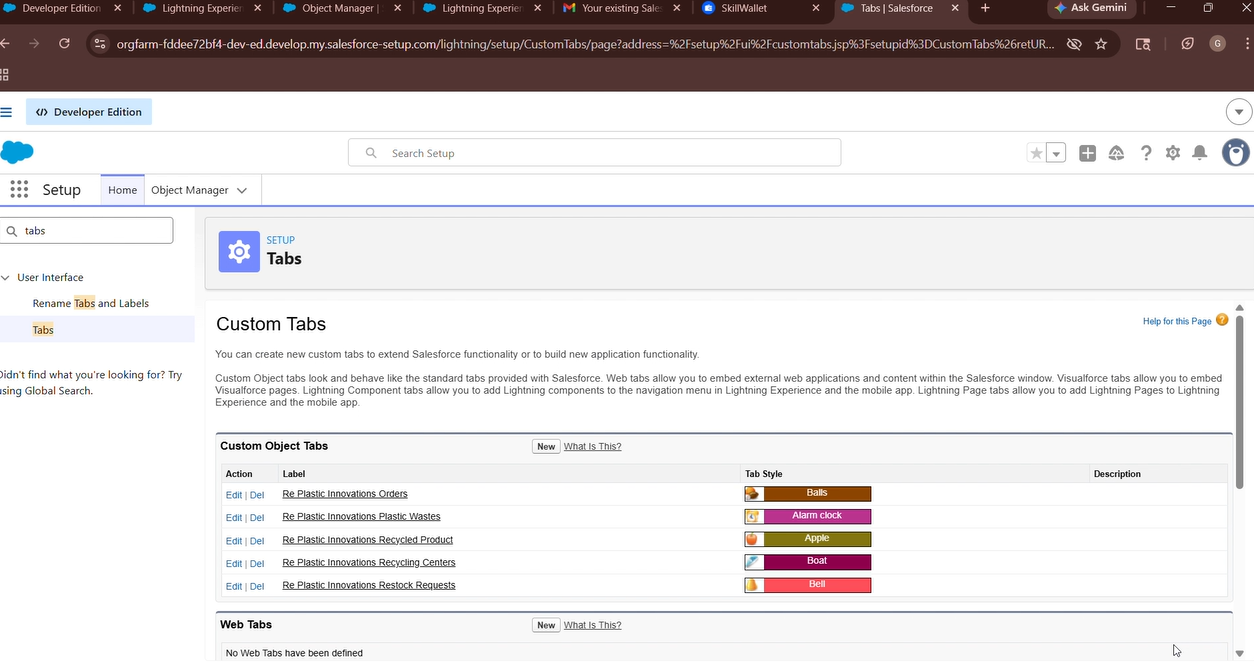 Developer Edition
Lightning Experien
Object Manager |
Lightning Experien
Your existing Sales
SkillWallet
Tabs | Salesforce
Ask Gemini
orgfarm-fddee72bf4-dev-ed.develop.my.salesforce-setup.com/lightning/setup/CustomTabs/page?address=%2Fsetup%2Fui%2Fcustomtabs.jsp%3Fsetupid%3DCustomTabs%26retUR...
G
</> Developer Edition
Search Setup
Setup
Home
Object Manager
tabs
SETUP
Tabs
User Interface
Rename Tabs and Labels
Tabs
Didn't find what you're looking for? Try
using Global Search.
Custom Tabs
Help for this Page ?
You can create new custom tabs to extend Salesforce functionality or to build new application functionality.
Custom Object tabs look and behave like the standard tabs provided with Salesforce. Web tabs allow you to embed external web applications and content within the Salesforce window. Visualforce tabs allow you to embed
Visualforce pages. Lightning Component tabs allow you to add Lightning components to the navigation menu in Lightning Experience and the mobile app. Lightning Page tabs allow you to add Lightning Pages to Lightning
Experience and the mobile app.
Custom Object Tabs New What Is This?
Action Label Tab Style Description
Edit | Del Re Plastic Innovations Orders Balls
Edit | Del Re Plastic Innovations Plastic Wastes Alarm clock
Edit | Del Re Plastic Innovations Recycled Product Apple
Edit | Del Re Plastic Innovations Recycling Centers Boat
Edit | Del Re Plastic Innovations Restock Requests Bell
Web Tabs New What Is This?
No Web Tabs have been defined